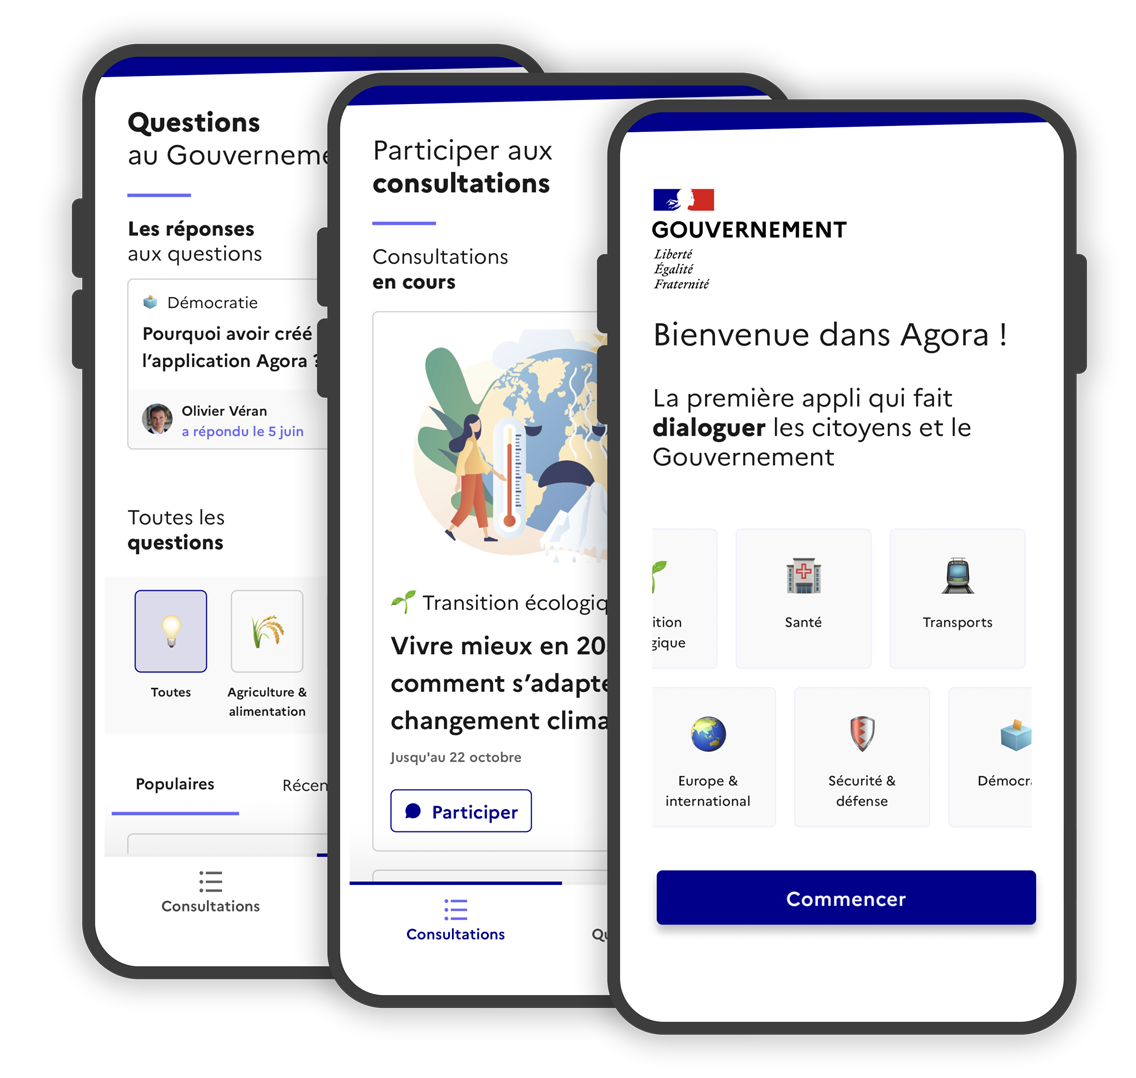 Questions
au Gouverneme
Les réponses
aux questions
Démocratie
Pourquoi avoir créé
l'application Agora ?
Olivier Véran
a répondu le 5 juin
Toutes les
questions
Toutes
Agriculture &
alimentation
Populaires
Récen
Consultations
Participer aux
consultations
Consultations
en cours
Transition écologiq
Vivre mieux en 20
comment s'adapte
changement clima
Jusqu'au 22 octobre
Participer
Consultations
Qu
GOUVERNEMENT
Liberté
Égalité
Fraternité
Bienvenue dans Agora !
La première appli qui fait
dialoguer les citoyens et le
Gouvernement
ition
gique
Santé
Transports
Europe &
international
Sécurité &
défense
Démocr
Commencer